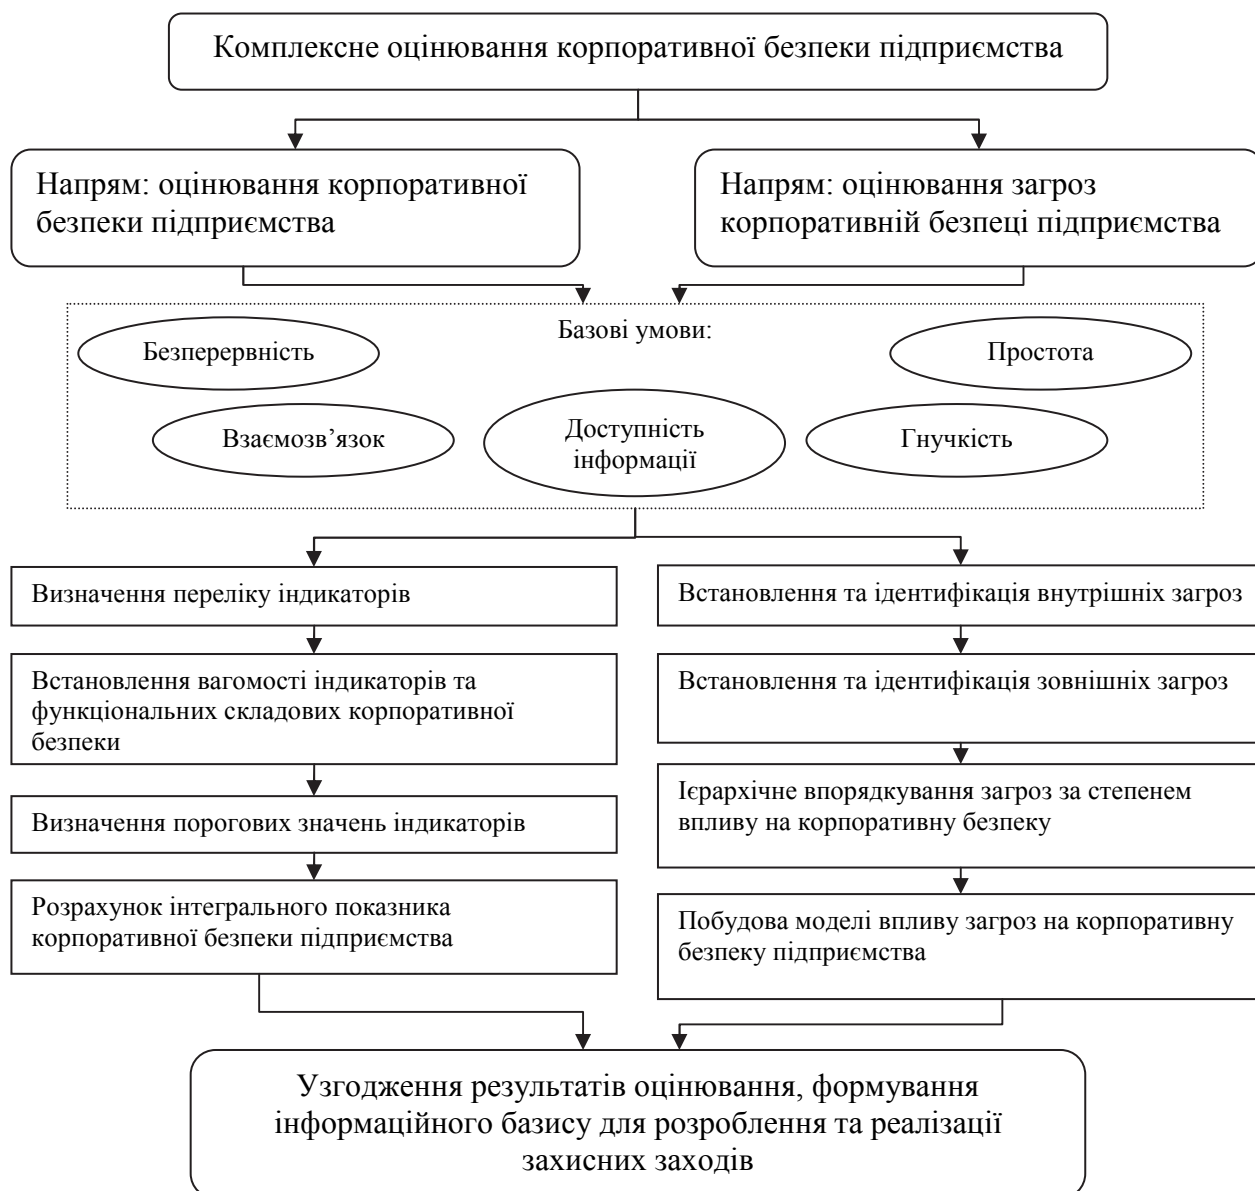 Комплексне оцінювання корпоративної безпеки підприємства
Напрям: оцінювання корпоративної
безпеки підприємства
Напрям: оцінювання загроз
корпоративній безпеці підприємства
Базові умови:
Безперервність
Простота
Взаємозв’язок
Доступність
інформації
Гнучкість
Визначення переліку індикаторів
Встановлення вагомості індикаторів та
функціональних складових корпоративної
безпеки
Визначення порогових значень індикаторів
Розрахунок інтегрального показника
корпоративної безпеки підприємства
Встановлення та ідентифікація внутрішніх загроз
Встановлення та ідентифікація зовнішніх загроз
Ієрархічне впорядкування загроз за степенем
впливу на корпоративну безпеку
Побудова моделі впливу загроз на корпоративну
безпеку підприємства
Узгодження результатів оцінювання, формування
інформаційного базису для розроблення та реалізації
захисних заходів